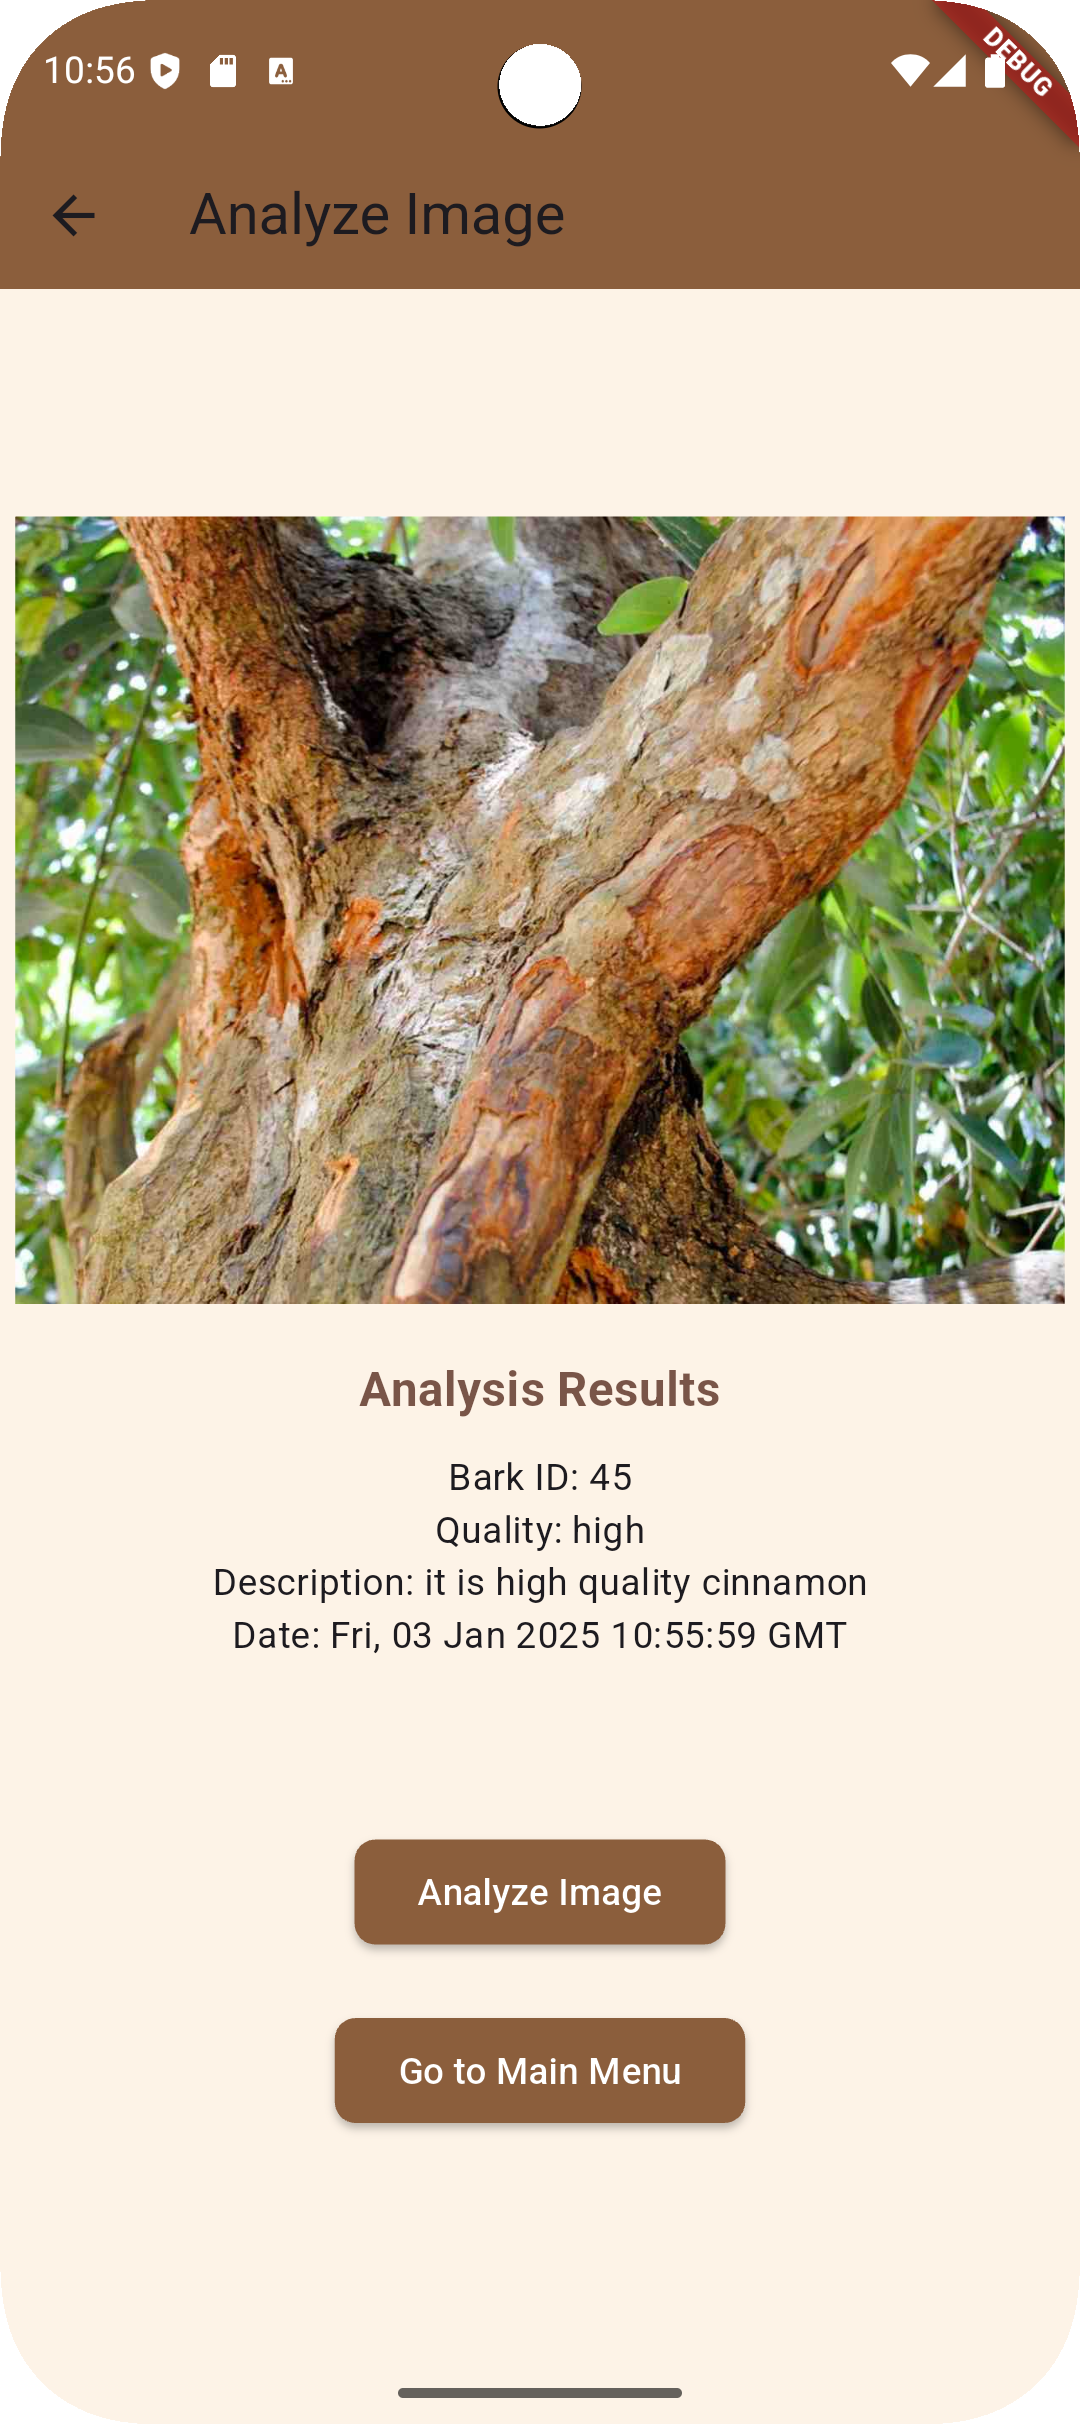 10:56
DEBUG
Analyze Image
Analysis Results
Bark ID: 45
Quality: high
Description: it is high quality cinnamon
Date: Fri, 03 Jan 2025 10:55:59 GMT
Analyze Image
Go to Main Menu